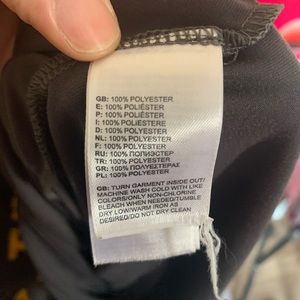 GB: 100% POLYESTER
E: 100% POLIÉSTER
P: 100% POLIÉSTER
I: 100% POLIESTERE
D: 100% POLYESTER
NL: 100% POLYESTER
F: 100% POLYESTER
RU: 100% ПОЛИЭСТЕР
TR: 100% POLYESTER
GR: 100% ΠΟΛΥΕΣΤΕΡΑΣ
PL: 100% POLYESTER
GB: TURN GARMENT INSIDE OUT/
MACHINE WASH COLD WITH LIKE
COLORS/ONLY NON-CHLORINE
BLEACH WHEN NEEDED/TUMBLE
DRY LOW/WARM IRON AS
DESIRED/DO NOT DRY CLEAN